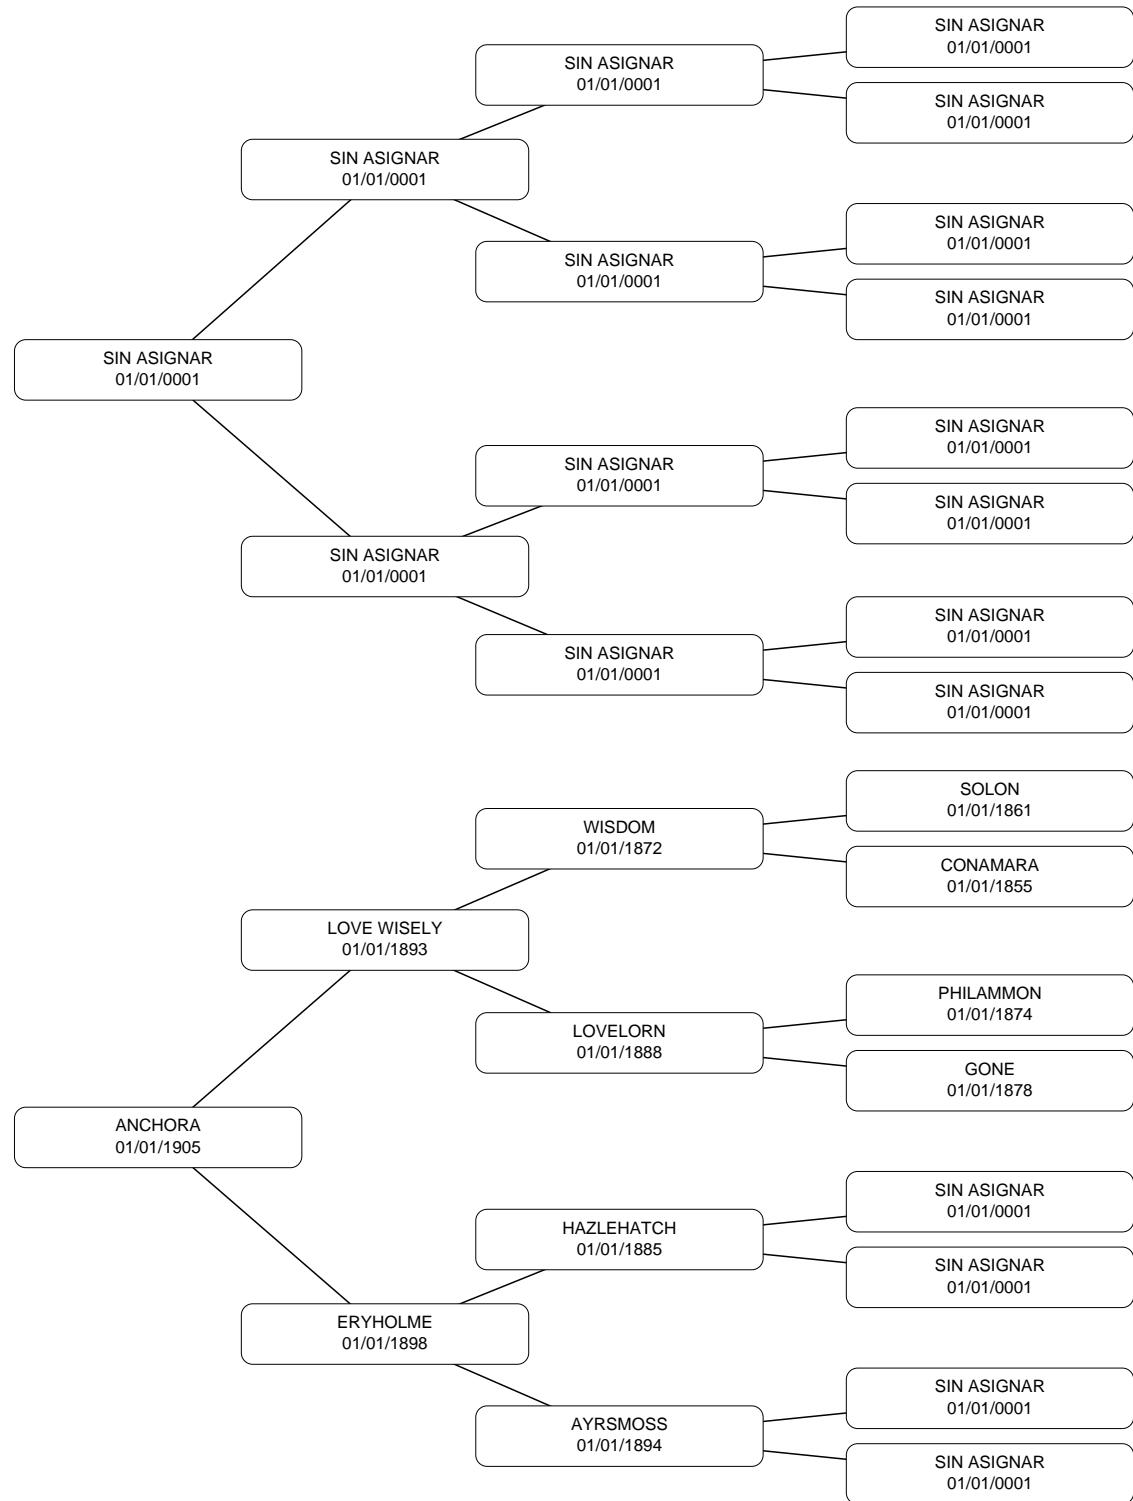 SIN ASIGNAR
01/01/0001
SIN ASIGNAR
01/01/0001
SIN ASIGNAR
01/01/0001
SIN ASIGNAR
01/01/0001
SIN ASIGNAR
01/01/0001
SIN ASIGNAR
01/01/0001
SIN ASIGNAR
01/01/0001
SIN ASIGNAR
01/01/0001
SIN ASIGNAR
01/01/0001
SIN ASIGNAR
01/01/0001
SIN ASIGNAR
01/01/0001
SIN ASIGNAR
01/01/0001
SIN ASIGNAR
01/01/0001
SIN ASIGNAR
01/01/0001
SIN ASIGNAR
01/01/0001
SOLON
01/01/1861
WISDOM
01/01/1872
CONAMARA
01/01/1855
LOVE WISELY
01/01/1893
PHILAMMON
01/01/1874
LOVELORN
01/01/1888
GONE
01/01/1878
ANCHORA
01/01/1905
SIN ASIGNAR
01/01/0001
HAZLEHATCH
01/01/1885
SIN ASIGNAR
01/01/0001
ERYHOLME
01/01/1898
SIN ASIGNAR
01/01/0001
AYRSMOSS
01/01/1894
SIN ASIGNAR
01/01/0001